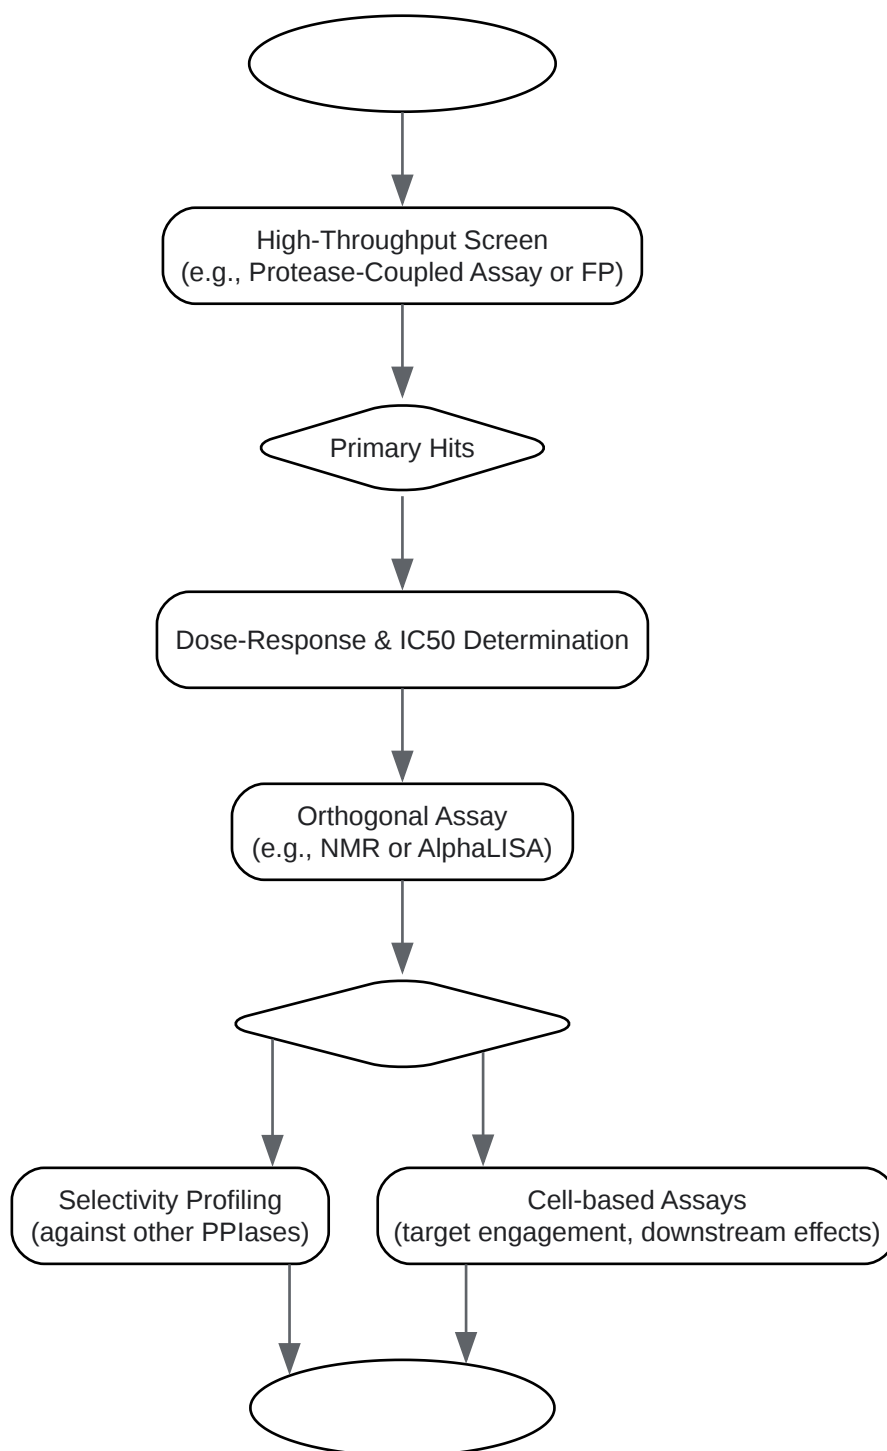 High-Throughput Screen
(e.g., Protease-Coupled Assay or FP)
Primary Hits
Dose-Response & IC50 Determination
Orthogonal Assay
(e.g., NMR or AlphaLISA)
Selectivity Profiling
(against other PPIases)
Cell-based Assays
(target engagement, downstream effects)